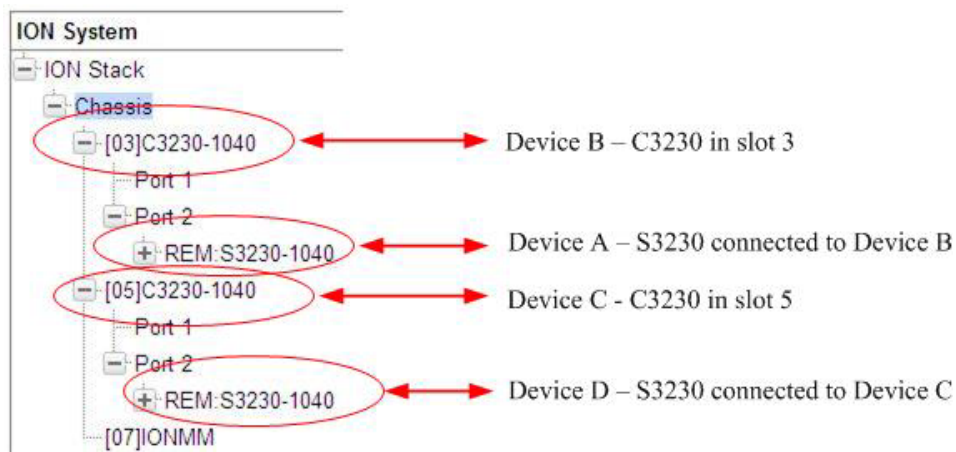 ION System
ION Stack
Chassis
[03]C3230-1040
Device B – C3230 in slot 3
Port 1
Port 2
REM:S3230-1040
Device A – S3230 connected to Device B
[05]C3230-1040
Device C - C3230 in slot 5
Port 1
Port 2
REM:S3230-1040
Device D – S3230 connected to Device C
[07]IONMM